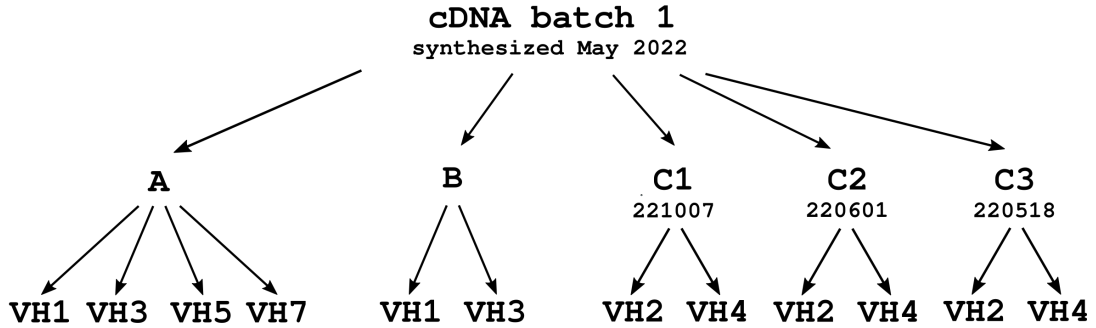 cDNA batch 1
synthesized May 2022
A B C1 C2 C3
221007 220601 220518
VH1 VH3 VH5 VH7 VH1 VH3 VH2 VH4 VH2 VH4 VH2 VH4